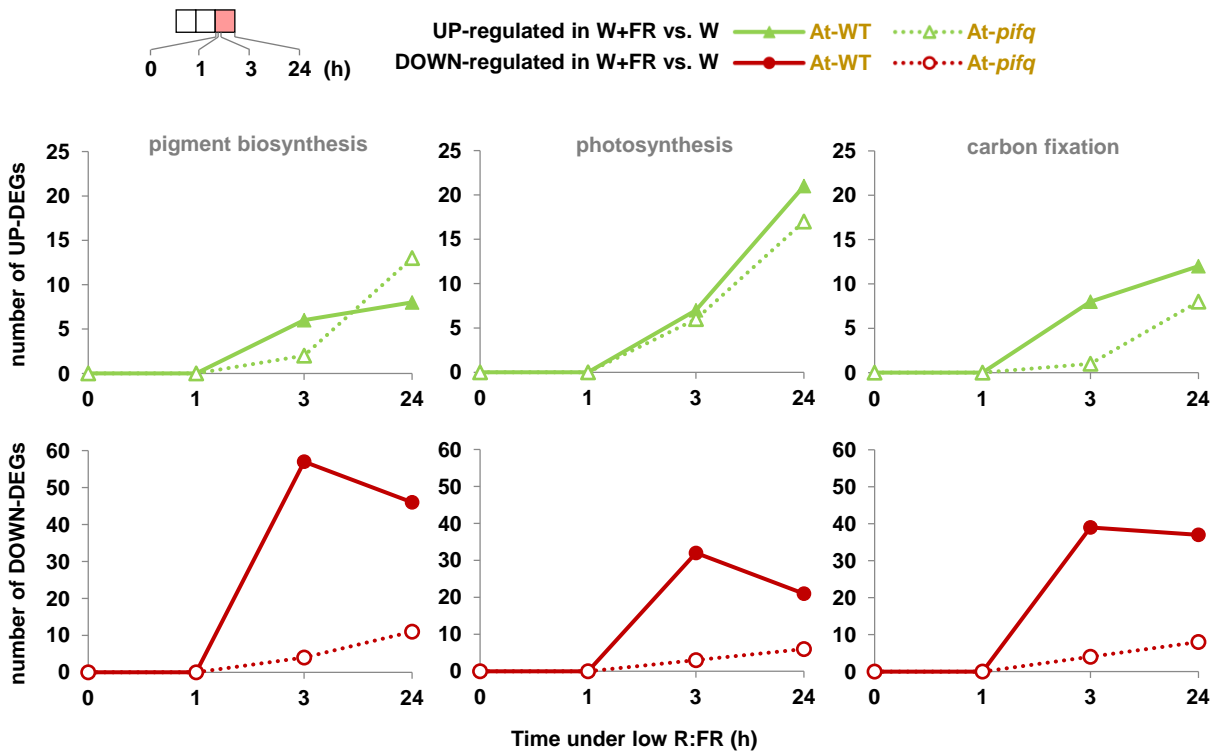 UP-regulated in W+FR vs. W At-WT At-pifq
DOWN-regulated in W+FR vs. W At-WT At-pifq
0 1 3 24 (h)
pigment biosynthesis photosynthesis carbon fixation
number of UP-DEGs
25 25 25
20 20 20
15 15 15
10 10 10
5 5 5
0 0 0
0 1 3 24 0 1 3 24 0 1 3 24
number of DOWN-DEGs
60 60 60
50 50 50
40 40 40
30 30 30
20 20 20
10 10 10
0 0 0
0 1 3 24 0 1 3 24 0 1 3 24
Time under low R:FR (h)